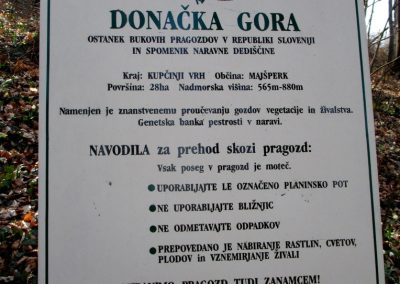 DONAČKA GORA
OSTANEK BUKOVIH PRAGOZDOV V REPUBLIKI SLOVENIJI
IN SPOMENIK NARAVNE DEDIŠČINE
Kraj: KUPČINJI VRH Občina: MAJŠPERK
Površina: 28ha Nadmorska višina: 565m-880m
Namenjen je znanstvenemu proučevanju gozdov vegetacije in živalstva.
Genetska banka pestrosti v naravi.
NAVODILA za prehod skozi pragozd:
Vsak poseg v pragozd je moteč.
●UPORABLJAJTE LE OZNAČENO PLANINSKO POT
●NE UPORABLJAJTE BLIŽNJIC
●NE ODMETAVAJTE ODPADKOV
●PREPOVEDANO JE NABIRANJE RASTLIN, CVETOV,
PLODOV in VZNEMIRJANJE ŽIVALI
PRAGOZD TUDI ZANAMCEM!